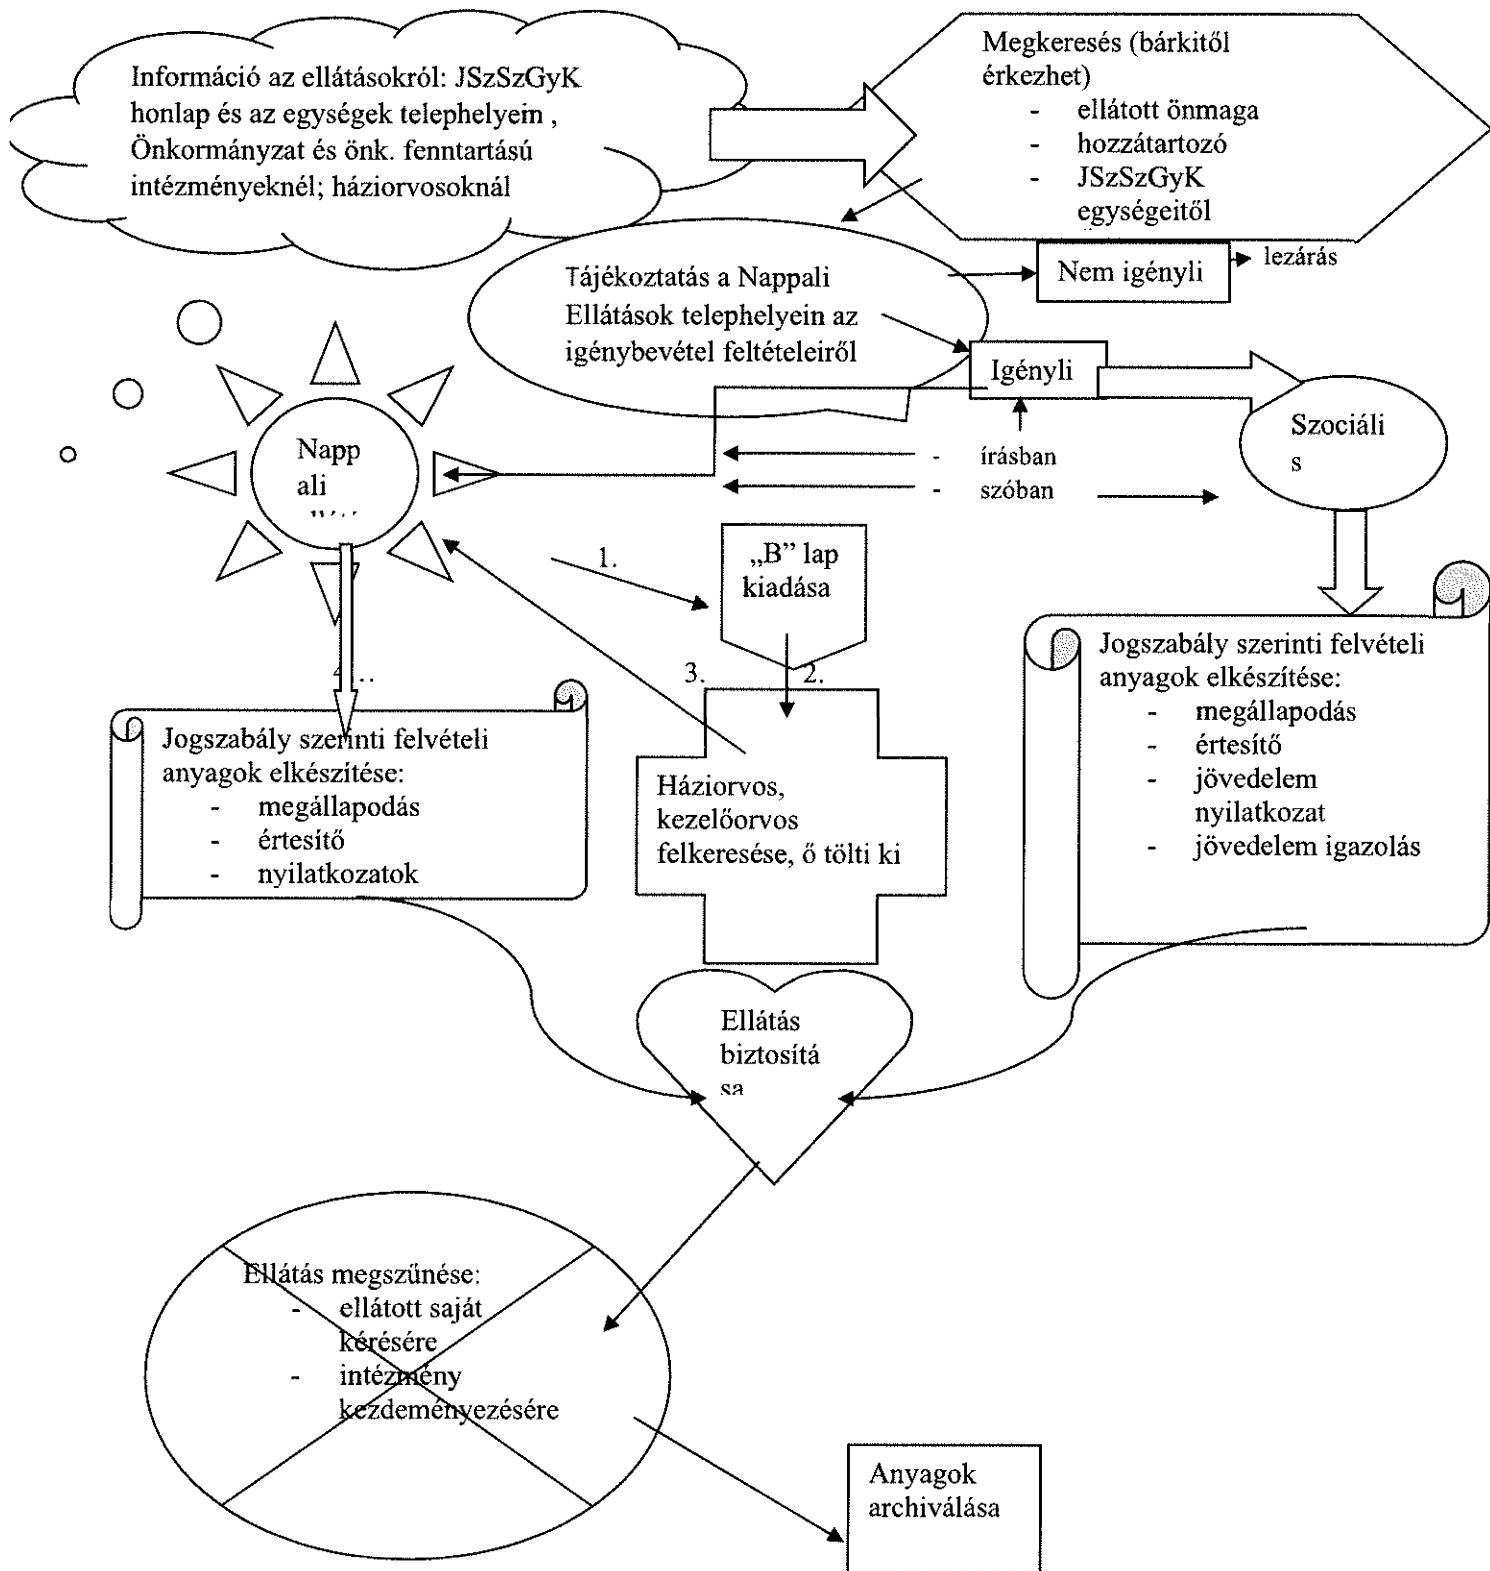 Információ az ellátásokról: JSzSzGyK
honlap és az egységek telephelyein ,
Önkormányzat és önk. fenntartású
intézményeknél; háziorvosoknál
Megkeresés (bárkitől
érkezhet)
- ellátott önmaga
- hozzátartozó
- JSzSzGyK
egységeitől
Tájékoztatás a Nappali
Ellátások telephelyein az
igénybevétel feltételeiről
Nem igényli
lezárás
Igényli
- írásban
- szóban
Szociáli
s
Napp
ali
1.
„B” lap
kiadása
2.
3.
4.
Jogszabály szerinti felvételi
anyagok elkészítése:
- megállapodás
- értesítő
- nyilatkozatok
Háziorvos,
kezelőorvos
felkeresése, ő tölti ki
Jogszabály szerinti felvételi
anyagok elkészítése:
- megállapodás
- értesítő
- jövedelem
nyilatkozat
- jövedelem igazolás
Ellátás
biztosítá
sa
Ellátás megszűnése:
- ellátott saját
kérésére
- intézmény
kezdeményezésére
Anyagok
archiválása